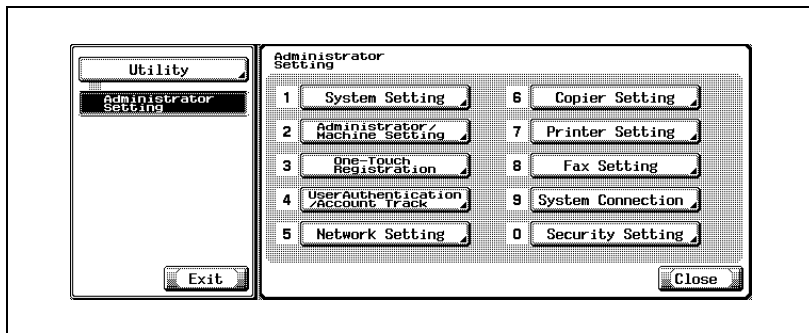 Utility
Administrator
Setting
Exit
Administrator
Setting
1 System Setting
2 Administrator/
Machine Setting
3 One-Touch
Registration
4 UserAuthentication
/Account Track
5 Network Setting
6 Copier Setting
7 Printer Setting
8 Fax Setting
9 System Connection
0 Security Setting
Close